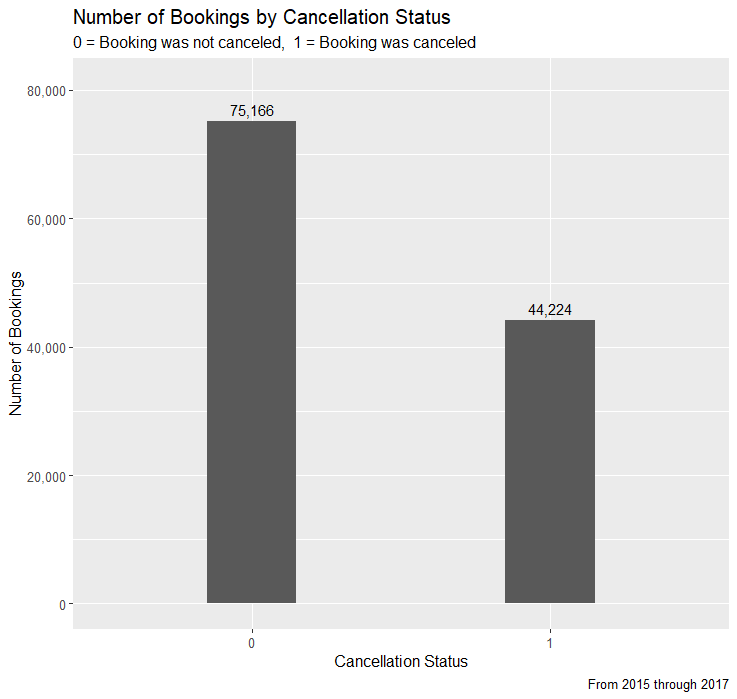 Number of Bookings by Cancellation Status
0 = Booking was not canceled,  1 = Booking was canceled
80,000
75,166
60,000
44,224
40,000
20,000
0
Number of Bookings
0 1
Cancellation Status
From 2015 through 2017